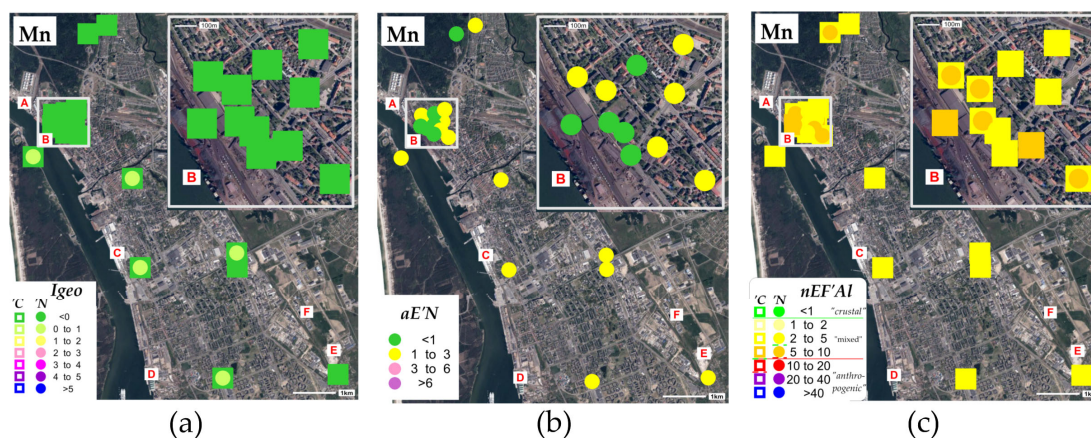 Mn
100m
A
B
B
C
F
E
D
'C 'N Igeo
<0
0 to 1
1 to 2
2 to 3
3 to 4
4 to 5
>5
1km
(a)
Mn
100m
A
B
B
C
F
E
D
aE'N
<1
1 to 3
3 to 6
>6
1km
(b)
Mn
100m
A
B
B
C
F
E
D
nEF'Al
'C 'N
<1 "crustal"
1 to 2
2 to 5 "mixed"
5 to 10
10 to 20
20 to 40 "anthro-
>40 pogenic"
1km
(c)